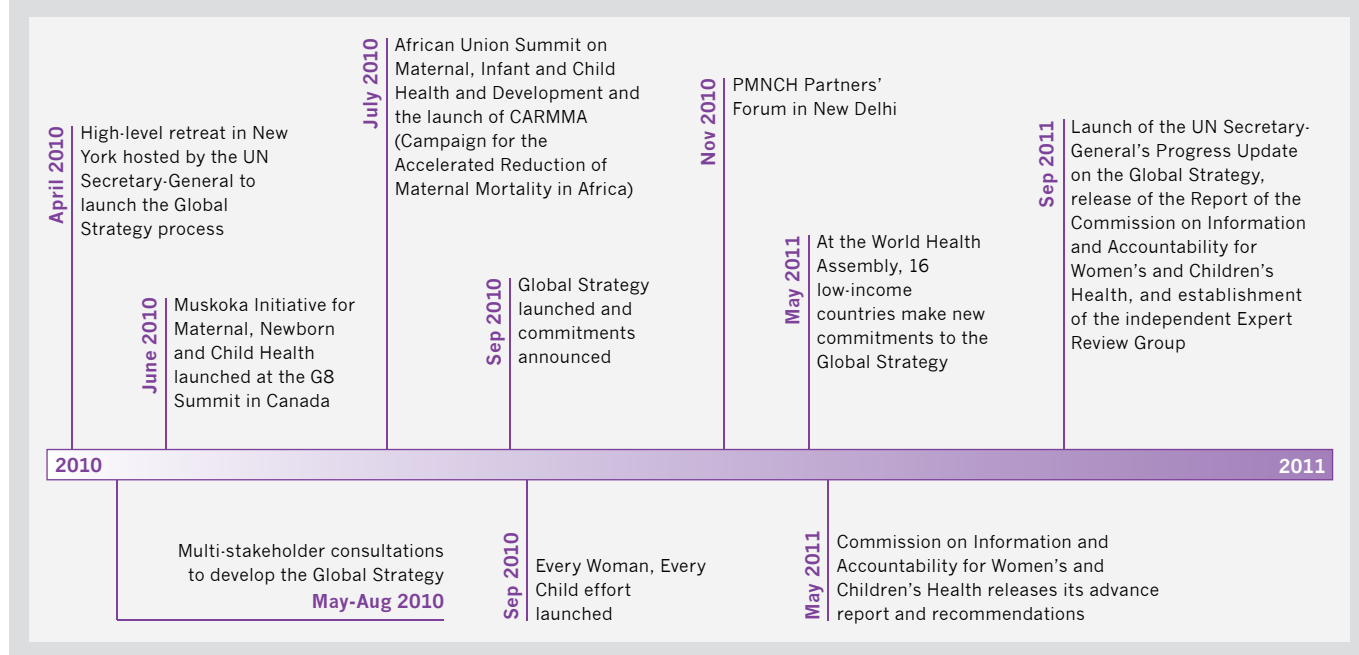 April 2010
High-level retreat in New
York hosted by the UN
Secretary-General to
launch the Global
Strategy process
June 2010
Muskoka Initiative for
Maternal, Newborn
and Child Health
launched at the G8
Summit in Canada
July 2010
African Union Summit on
Maternal, Infant and Child
Health and Development and
the launch of CARMMA
(Campaign for the
Accelerated Reduction of
Maternal Mortality in Africa)
Sep 2010
Global Strategy
launched and
commitments
announced
Nov 2010
PMNCH Partners’
Forum in New Delhi
May 2011
At the World Health
Assembly, 16
low-income
countries make new
commitments to the
Global Strategy
Sep 2011
Launch of the UN Secretary-
General’s Progress Update
on the Global Strategy,
release of the Report of the
Commission on Information
and Accountability for
Women’s and Children’s
Health, and establishment
of the independent Expert
Review Group
2010
2011
Multi-stakeholder consultations
to develop the Global Strategy
May-Aug 2010
Sep 2010
Every Woman, Every
Child effort
launched
May 2011
Commission on Information and
Accountability for Women’s and
Children’s Health releases its advance
report and recommendations